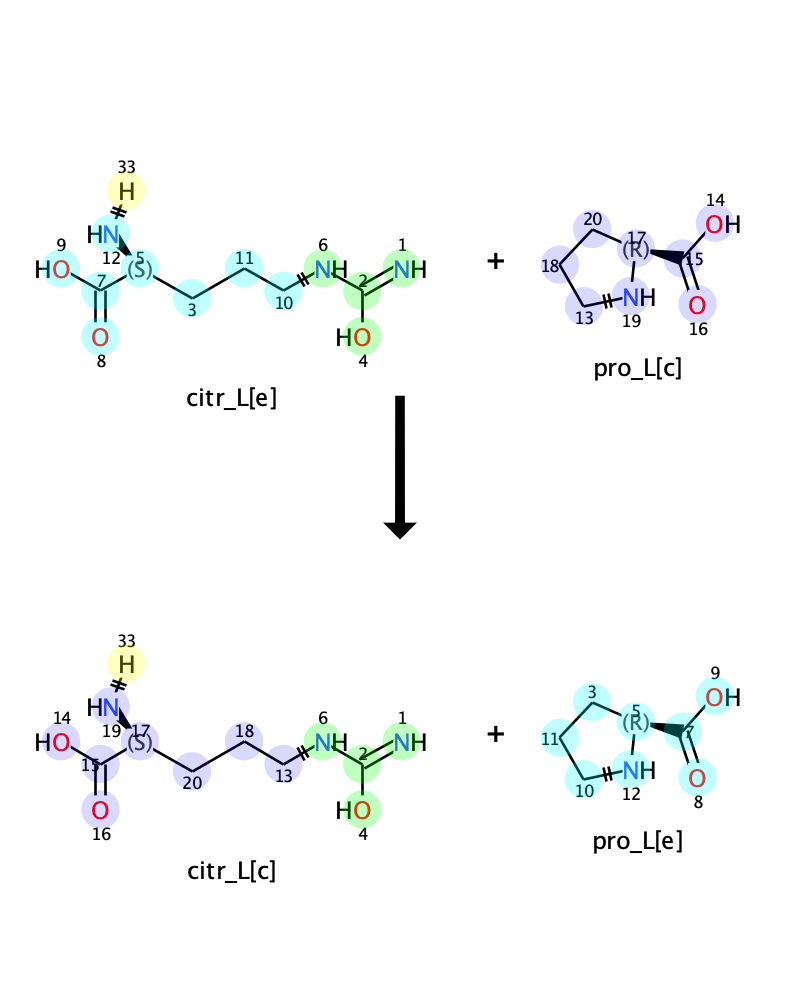 33
H
HN
12
9
HO
5
(S)
7
O
8
3
11
10
6
NH
2
1
NH
HO
4
citr_L[e]
+
20
18
13
17
(R)
NH
19
15
14
OH
O
16
pro_L[c]
33
H
HN
19
14
HO
17
(S)
15
O
16
20
18
13
6
NH
2
1
NH
HO
4
citr_L[c]
+
3
11
10
5
(R)
NH
12
7
9
OH
O
8
pro_L[e]